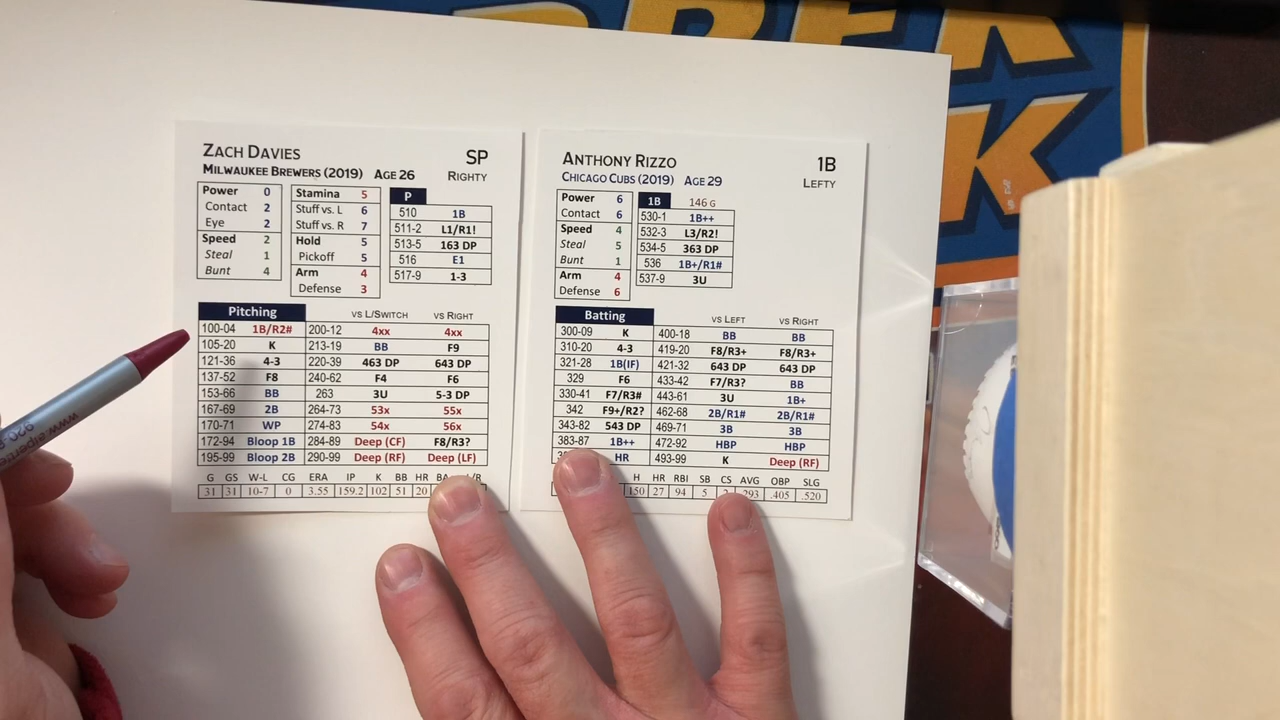 ZACH DAVIES SP
MILWAUKEE BREWERS (2019) AGE 26 RIGHTY
Power 0
Contact 2
Eye 2
Speed 2
Steal 1
Bunt 4
Stamina 5
Stuff vs. L 6
Stuff vs. R 7
Hold 5
Pickoff 5
Arm 4
Defense 3
P
510 1B
511-2 L1/R1!
513-5 163 DP
516 E1
517-9 1-3
Pitching vs L/SWITCH vs RIGHT
100-04 1B/R2# 200-12 4xx 4xx
105-20 K 213-19 BB F9
121-36 4-3 220-39 463 DP 643 DP
137-52 F8 240-62 F4 F6
153-66 BB 263 3U 5-3 DP
167-69 2B 264-73 53x 55x
170-71 WP 274-83 54x 56x
172-94 Bloop 1B 284-89 Deep (CF) F8/R3?
195-99 Bloop 2B 290-99 Deep (RF) Deep (LF)
G GS W-L CG ERA IP K BB HR
31 31 10-7 0 3.55 159.2 102 51 20
ANTHONY RIZZO 1B
CHICAGO CUBS (2019) AGE 29 LEFTY
Power 6
Contact 6
Speed 4
Steal 5
Bunt 1
Arm 4
Defense 6
1B 146 G
530-1 1B++
532-3 L3/R2!
534-5 363 DP
536 1B+/R1#
537-9 3U
Batting vs LEFT vs RIGHT
300-09 K 400-18 BB BB
310-20 4-3 419-20 F8/R3+ F8/R3+
321-28 1B(IF) 421-32 643 DP 643 DP
329 F6 433-42 F7/R3? BB
330-41 F7/R3# 443-61 3U 1B+
342 F9+/R2? 462-68 2B/R1# 2B/R1#
343-82 543 DP 469-71 3B 3B
383-87 1B++ 472-92 HBP HBP
HR 493-99 K Deep (RF)
H HR RBI SB CS AVG OBP SLG
150 27 94 5 .405 .520